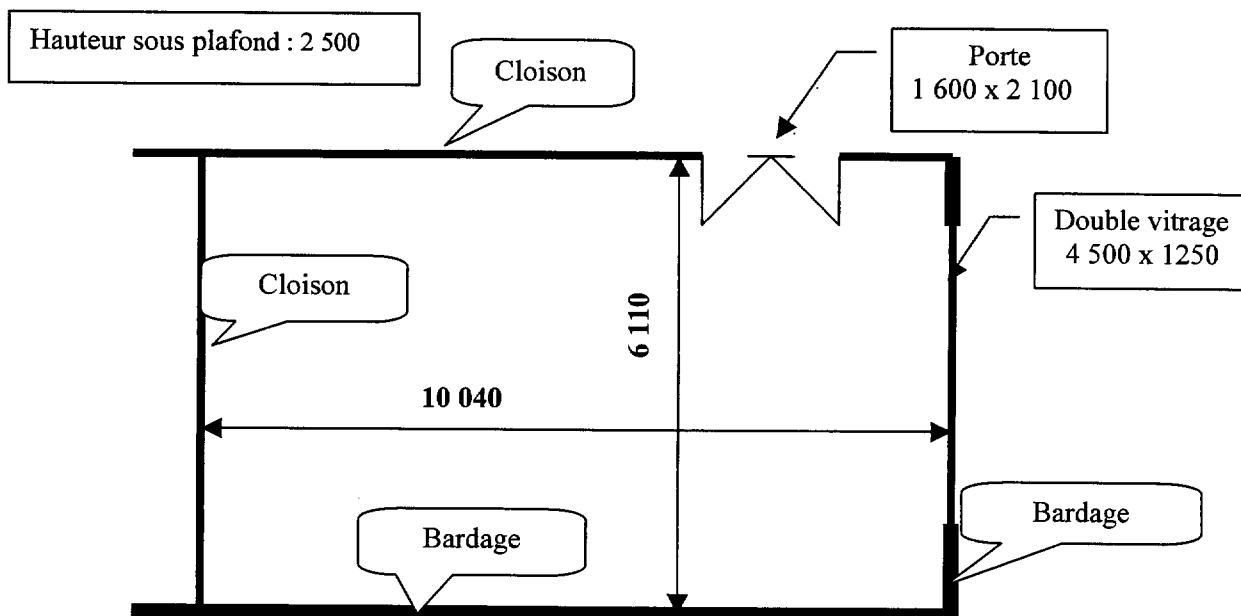 Hauteur sous plafond : 2 500
Cloison
Porte
1 600 x 2 100
Double vitrage
4 500 x 1250
Cloison
6 110
10 040
Bardage
Bardage